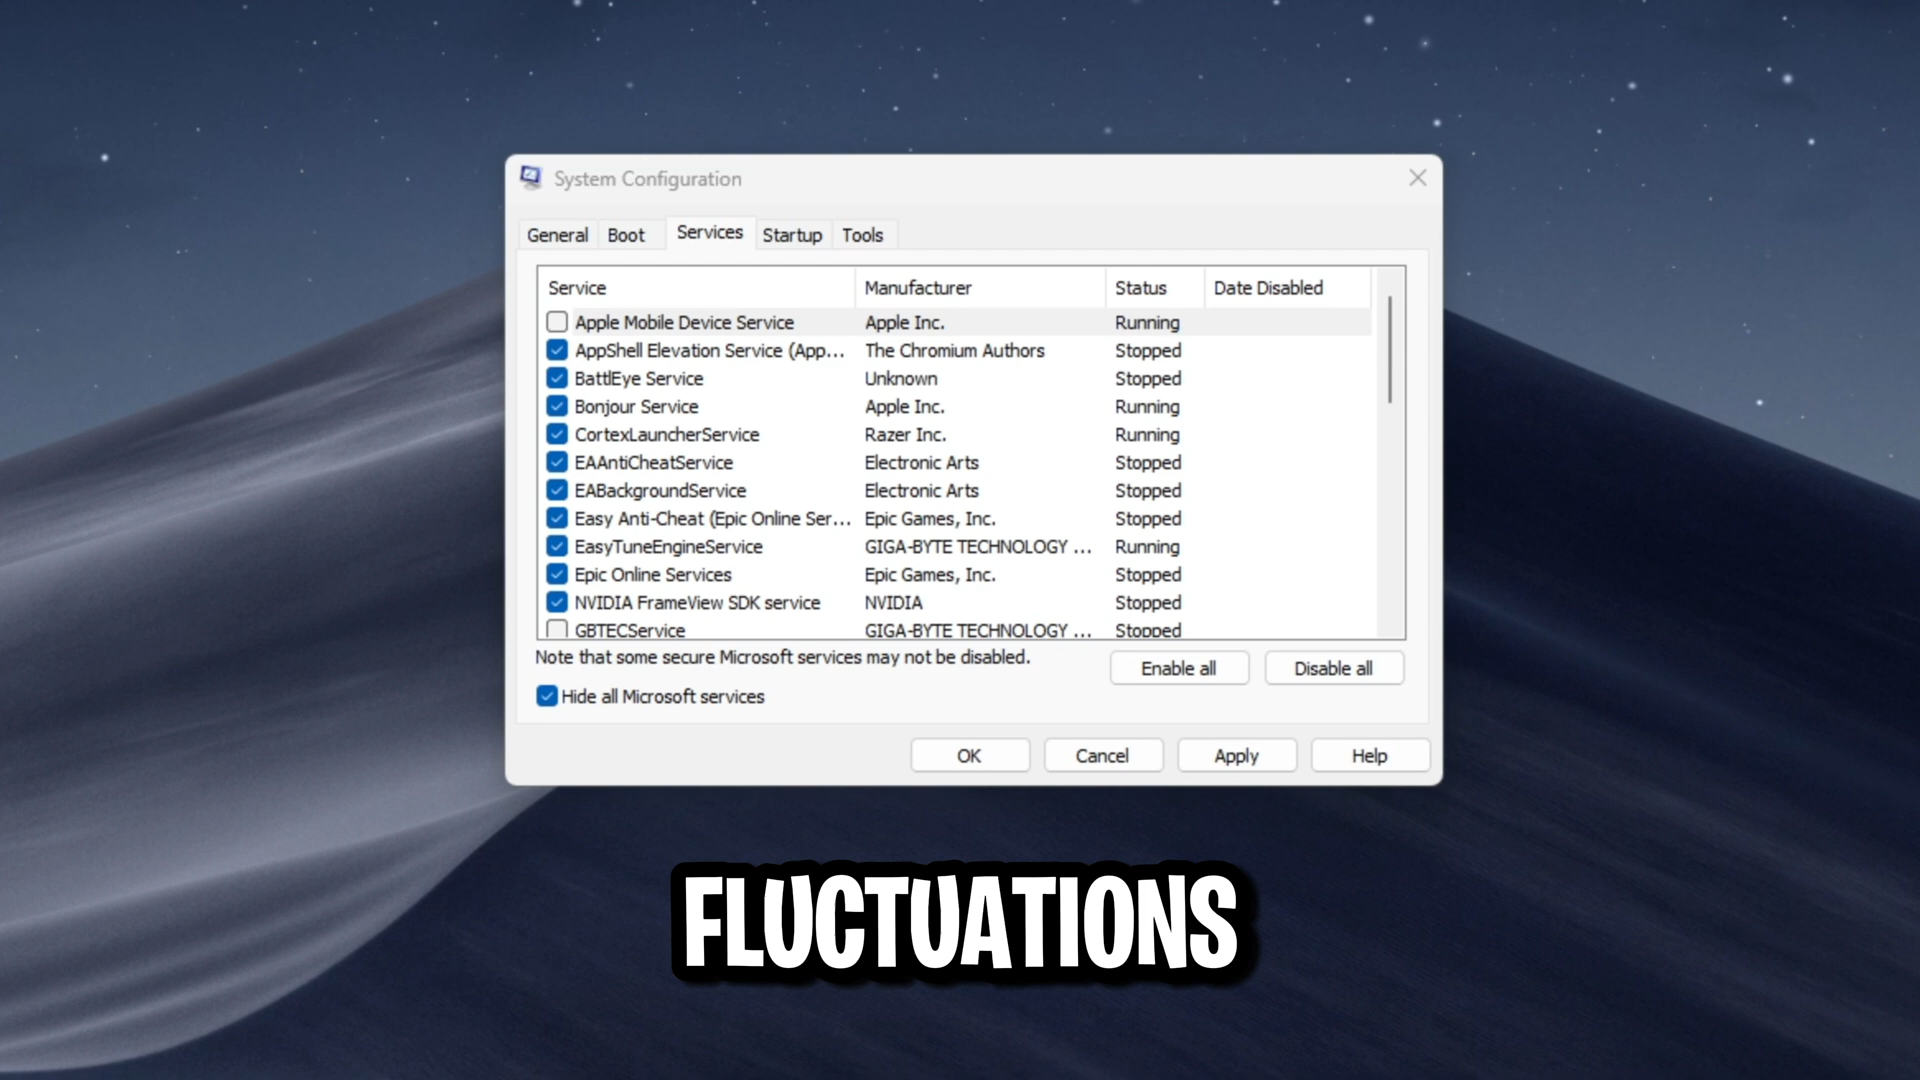 System Configuration
General Boot Services Startup Tools
Service Manufacturer Status Date Disabled
Apple Mobile Device Service Apple Inc. Running
AppShell Elevation Service (App... The Chromium Authors Stopped
BattlEye Service Unknown Stopped
Bonjour Service Apple Inc. Running
CortexLauncherService Razer Inc. Running
EAAntiCheatService Electronic Arts Stopped
EABackgroundService Electronic Arts Stopped
Easy Anti-Cheat (Epic Online Ser... Epic Games, Inc. Stopped
EasyTuneEngineService GIGA-BYTE TECHNOLOGY ... Running
Epic Online Services Epic Games, Inc. Stopped
NVIDIA FrameView SDK service NVIDIA Stopped
GBTECService GIGA-BYTE TECHNOLOGY ... Stopped
Note that some secure Microsoft services may not be disabled.
Enable all Disable all
Hide all Microsoft services
OK Cancel Apply Help
FLUCTUATIONS